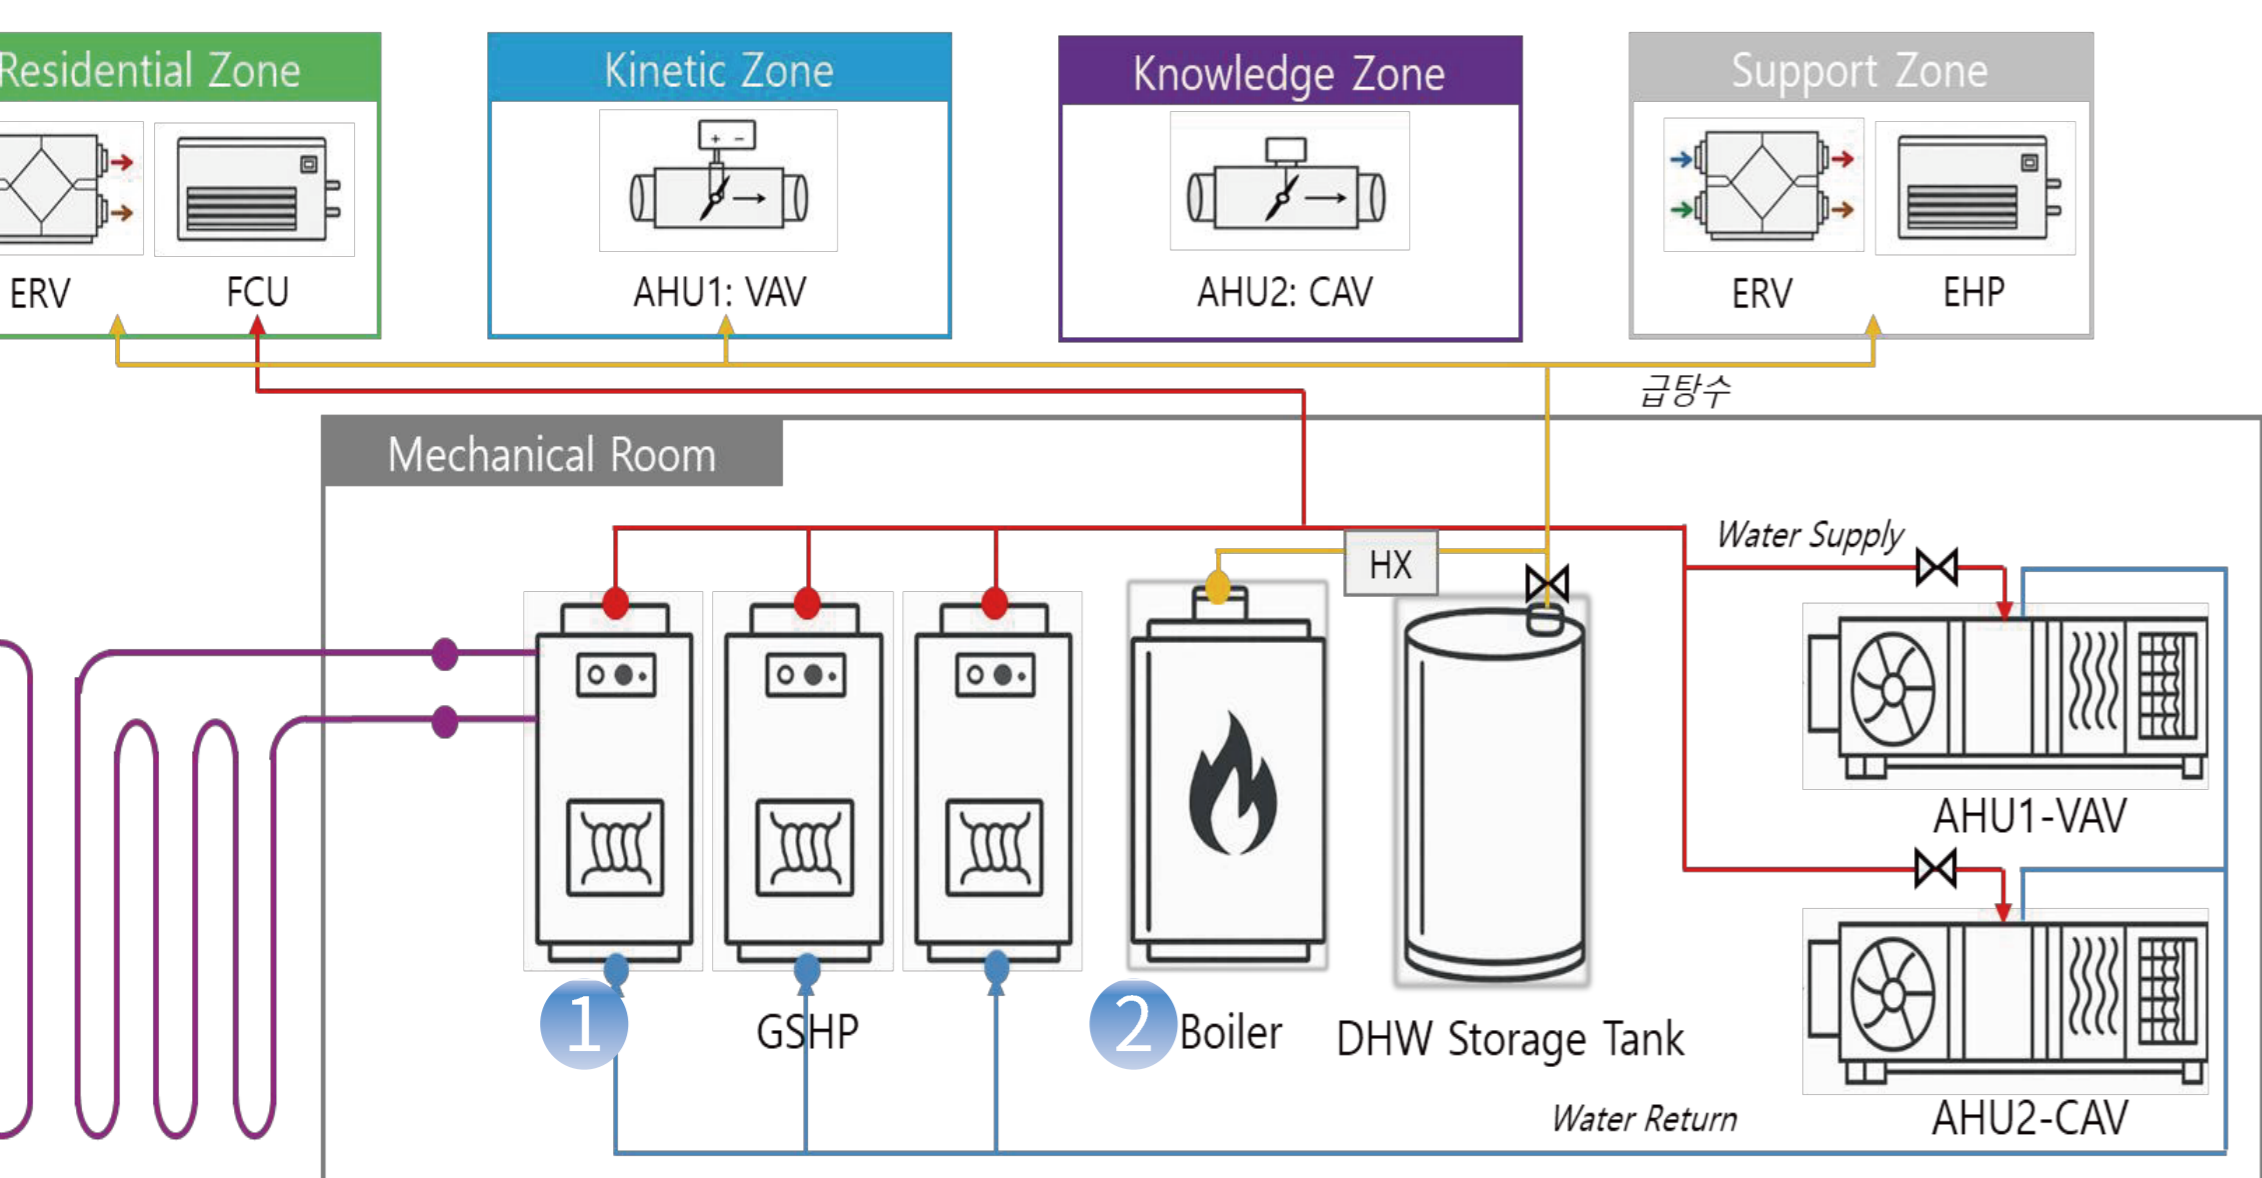 Residential Zone
Kinetic Zone
Knowledge Zone
Support Zone
+ −
ERV
FCU
AHU1: VAV
AHU2: CAV
ERV
EHP
급탕수
Mechanical Room
Water Supply
HX
AHU1-VAV
1
GSHP
2
Boiler
DHW Storage Tank
Water Return
AHU2-CAV